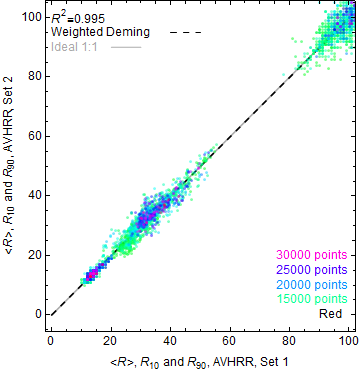 R²=0.995
Weighted Deming
Ideal 1:1
100
80
60
40
20
0
<R>, R₁₀ and R₉₀, AVHRR, Set 2
30000 points
25000 points
20000 points
15000 points
Red
0 20 40 60 80 100
<R>, R₁₀ and R₉₀, AVHRR, Set 1